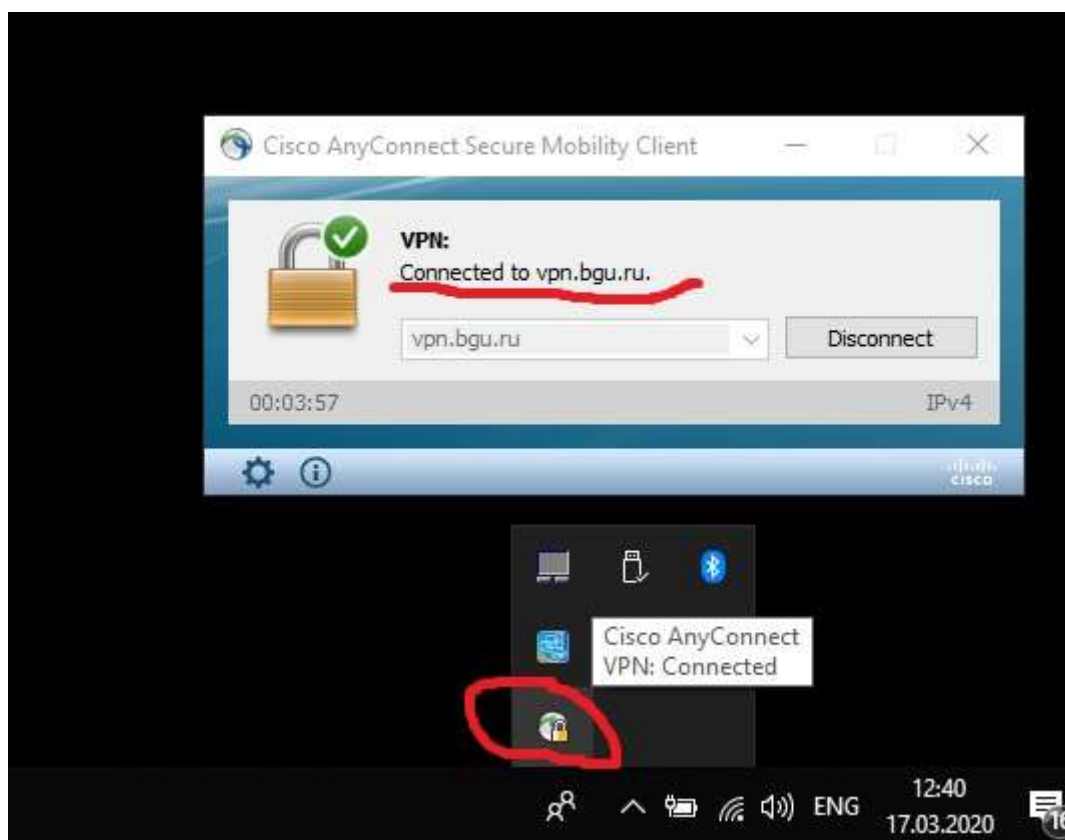 Cisco AnyConnect Secure Mobility Client
VPN:
Connected to vpn.bgu.ru.
vpn.bgu.ru
Disconnect
00:03:57
IPv4
cisco
Cisco AnyConnect
VPN: Connected
ENG
12:40
17.03.2020
16